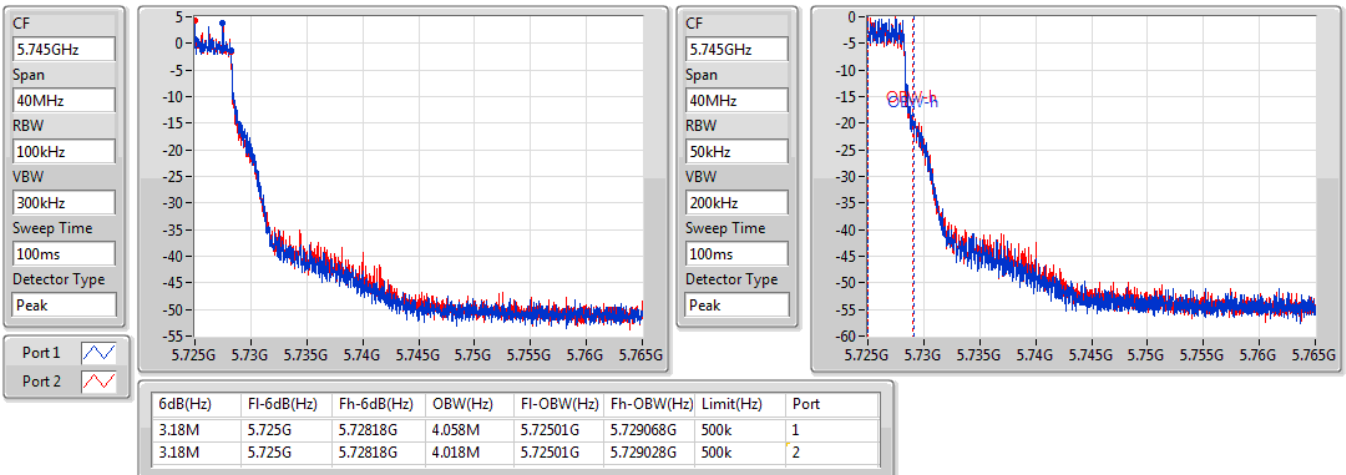 CF
5.745GHz
Span
40MHz
RBW
100kHz
VBW
300kHz
Sweep Time
100ms
Detector Type
Peak
Port 1
Port 2
5
0
-5
-10
-15
-20
-25
-30
-35
-40
-45
-50
-55
5.725G 5.73G 5.735G 5.74G 5.745G 5.75G 5.755G 5.76G 5.765G
CF
5.745GHz
Span
40MHz
RBW
50kHz
VBW
200kHz
Sweep Time
100ms
Detector Type
Peak
0
-5
-10
-15
-20
-25
-30
-35
-40
-45
-50
-55
-60
OBW-h
OBW-h
5.725G 5.73G 5.735G 5.74G 5.745G 5.75G 5.755G 5.76G 5.765G
6dB(Hz) Fl-6dB(Hz) Fh-6dB(Hz) OBW(Hz) Fl-OBW(Hz) Fh-OBW(Hz) Limit(Hz) Port
3.18M 5.725G 5.72818G 4.058M 5.72501G 5.729068G 500k 1
3.18M 5.725G 5.72818G 4.018M 5.72501G 5.729028G 500k 2